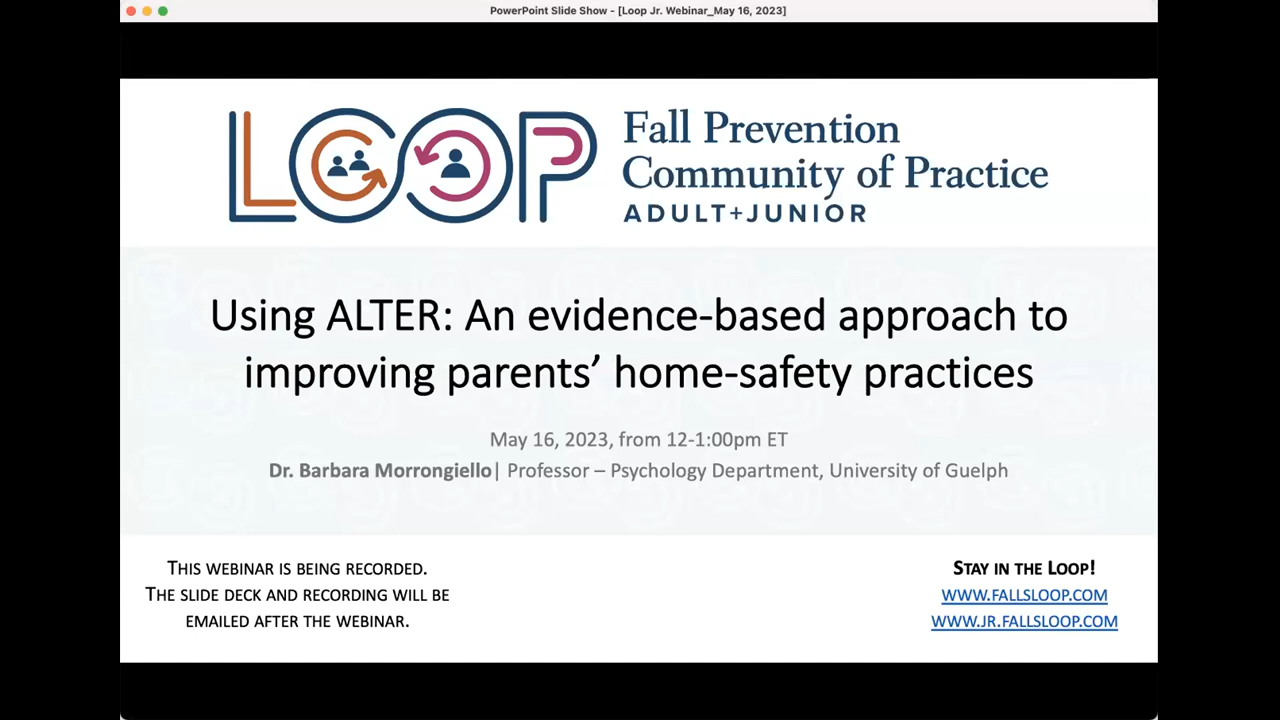 PowerPoint Slide Show - [Loop Jr. Webinar_May 16, 2023]
LOOP
Fall Prevention
Community of Practice
ADULT+JUNIOR
Using ALTER: An evidence-based approach to
improving parents’ home-safety practices
May 16, 2023, from 12-1:00pm ET
Dr. Barbara Morrongiello| Professor – Psychology Department, University of Guelph
THIS WEBINAR IS BEING RECORDED.
THE SLIDE DECK AND RECORDING WILL BE
EMAILED AFTER THE WEBINAR.
STAY IN THE LOOP!
WWW.FALLSLOOP.COM
WWW.JR.FALLSLOOP.COM